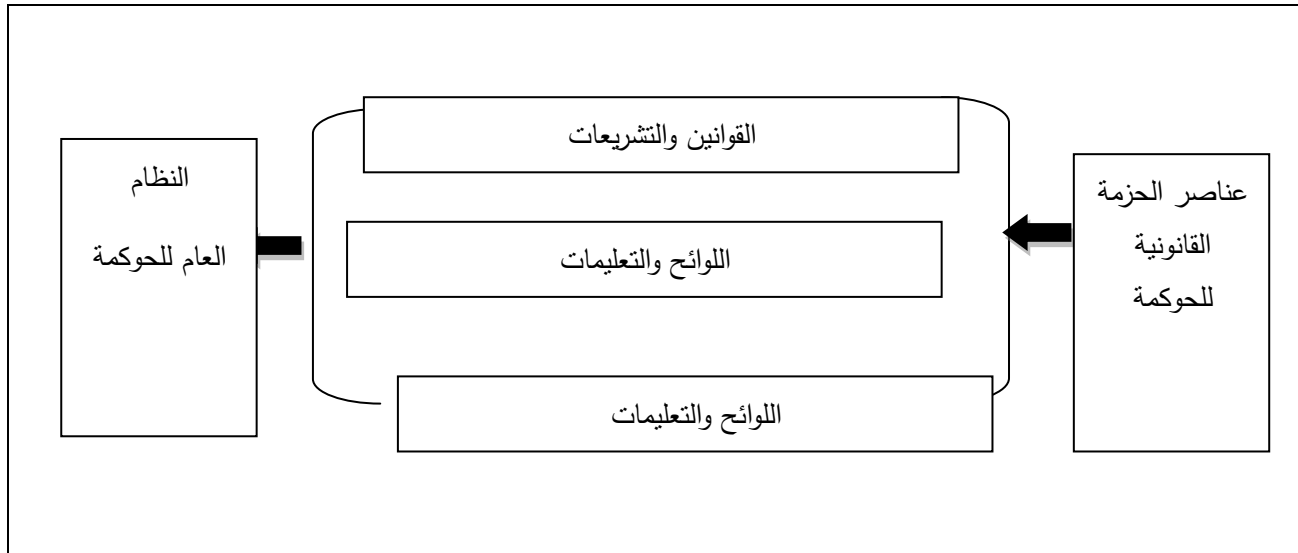 عناصر الحزمة
القانونية
للحوكمة
القوانين والتشريعات
اللوائح والتعليمات
اللوائح والتعليمات
النظام
العام للحوكمة